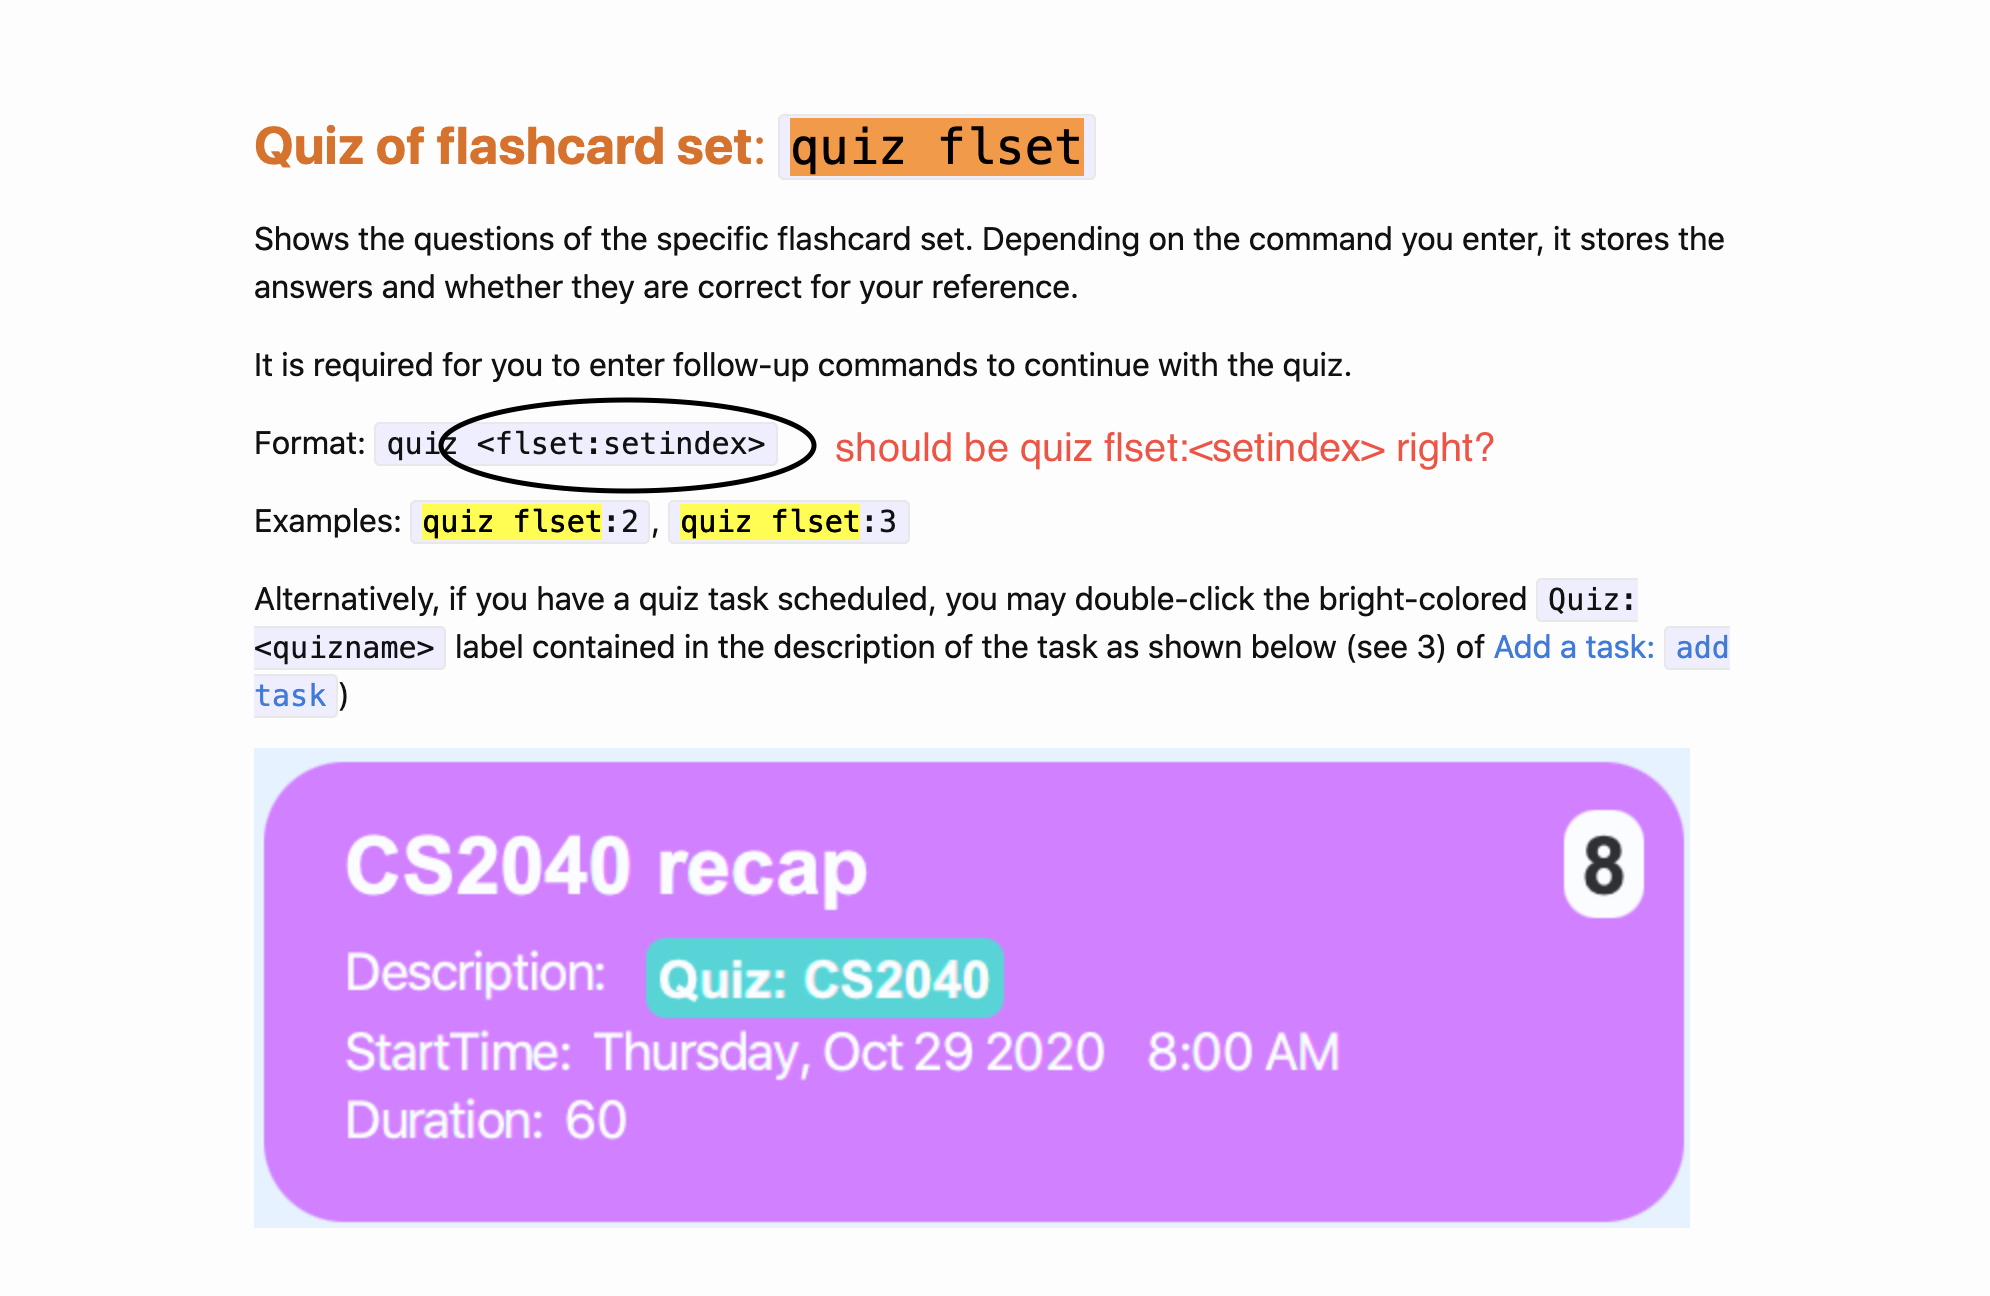 Quiz of flashcard set: quiz flset
Shows the questions of the specific flashcard set. Depending on the command you enter, it stores the
answers and whether they are correct for your reference.
It is required for you to enter follow-up commands to continue with the quiz.
Format: quiz <flset:setindex> should be quiz flset:<setindex> right?
Examples: quiz flset:2, quiz flset:3
Alternatively, if you have a quiz task scheduled, you may double-click the bright-colored Quiz:
<quizname> label contained in the description of the task as shown below (see 3) of Add a task: add
task)
CS2040 recap 8
Description: Quiz: CS2040
StartTime: Thursday, Oct 29 2020 8:00 AM
Duration: 60